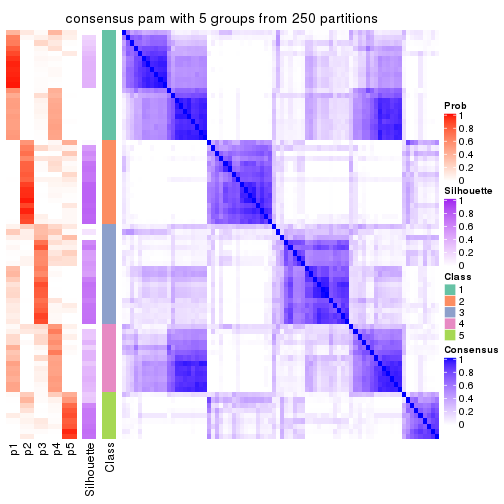 consensus pam with 5 groups from 250 partitions
Prob
1
0.8
0.6
0.4
0.2
0
Silhouette
1
0.8
0.6
0.4
0.2
0
Class
1
2
3
4
5
Consensus
1
0.8
0.6
0.4
0.2
0
p1
p2
p3
p4
p5
Silhouette
Class